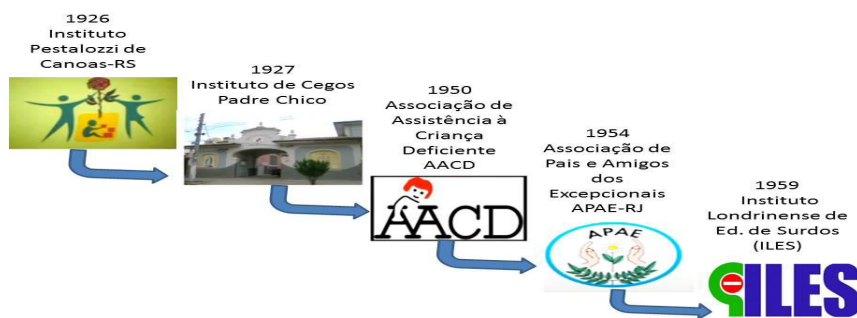 1926
Instituto
Pestalozzi de
Canoas-RS
1927
Instituto de Cegos
Padre Chico
1950
Associação de
Assistência à
Criança
Deficiente
AACD
AACD
1954
Associação de
Pais e Amigos
dos
Excepcionais
APAE-RJ
APAE
1959
Instituto
Londrinense de
Ed. de Surdos
(ILES)
ILES